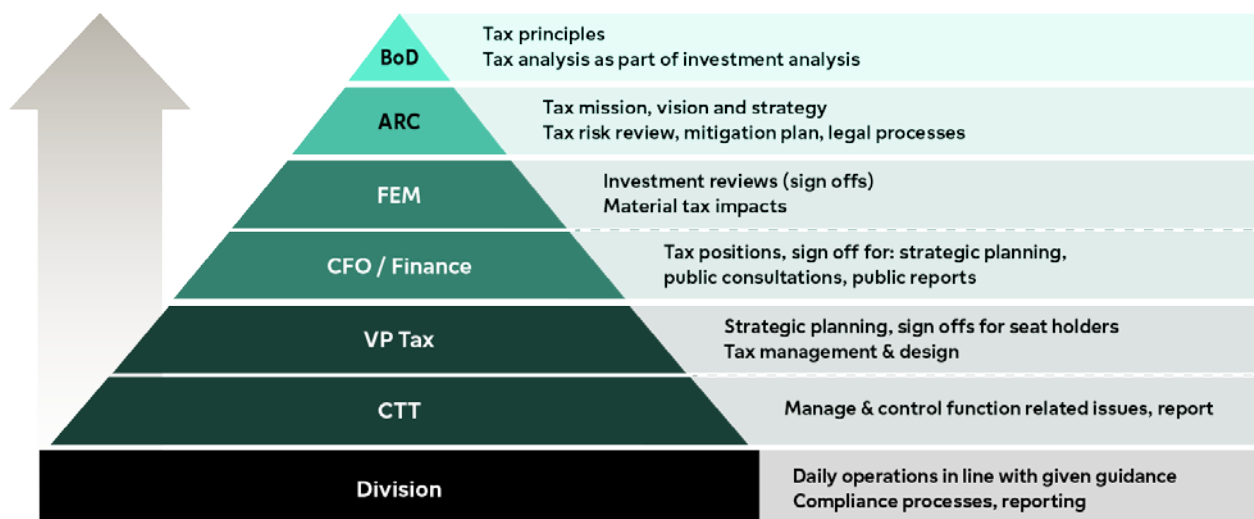 BoD
Tax principles
Tax analysis as part of investment analysis
ARC
Tax mission, vision and strategy
Tax risk review, mitigation plan, legal processes
FEM
Investment reviews (sign offs)
Material tax impacts
CFO / Finance
Tax positions, sign off for: strategic planning,
public consultations, public reports
VP Tax
Strategic planning, sign offs for seat holders
Tax management & design
CTT
Manage & control function related issues, report
Division
Daily operations in line with given guidance
Compliance processes, reporting